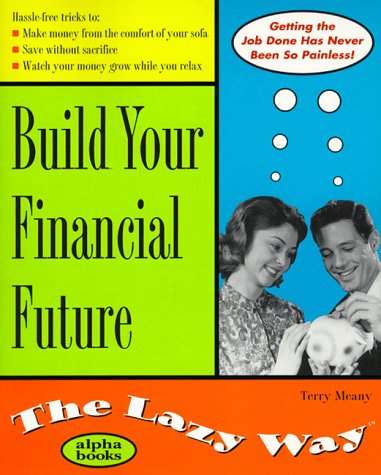 Hassle-free tricks to:
■ Make money from the comfort of your sofa
■ Save without sacrifice
■ Watch your money grow while you relax
Getting the
Job Done Has Never
Been So Painless!
Build Your
Financial
Future
Terry Meany
The Lazy Way™
alpha
books